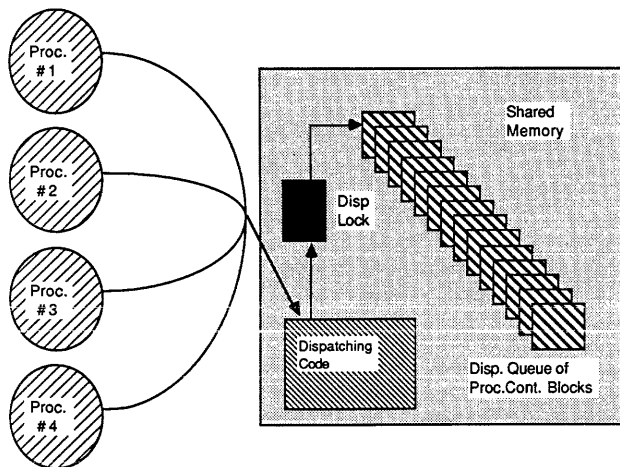 Proc.
#1
Proc.
#2
Proc.
#3
Proc.
#4
Shared
Memory
Disp
Lock
Dispatching
Code
Disp. Queue of
Proc.Cont. Blocks